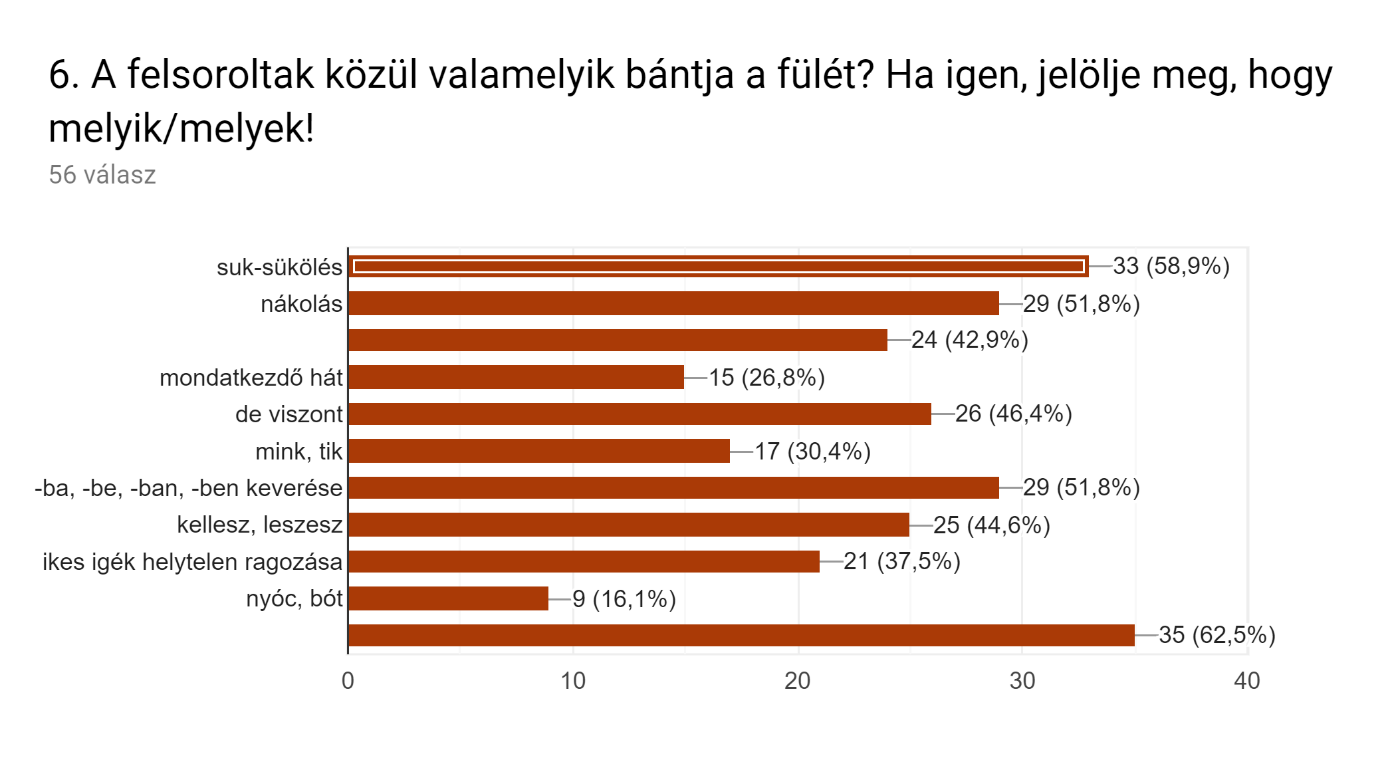 6. A felsoroltak közül valamelyik bántja a fülét? Ha igen, jelölje meg, hogy
melyik/melyek!
56 válasz
suk-sükölés 33 (58,9%)
nákolás 29 (51,8%)
24 (42,9%)
mondatkezdő hát 15 (26,8%)
de viszont 26 (46,4%)
mink, tik 17 (30,4%)
-ba, -be, -ban, -ben keverése 29 (51,8%)
kellesz, leszesz 25 (44,6%)
ikes igék helytelen ragozása 21 (37,5%)
nyóc, bót 9 (16,1%)
35 (62,5%)
0 10 20 30 40